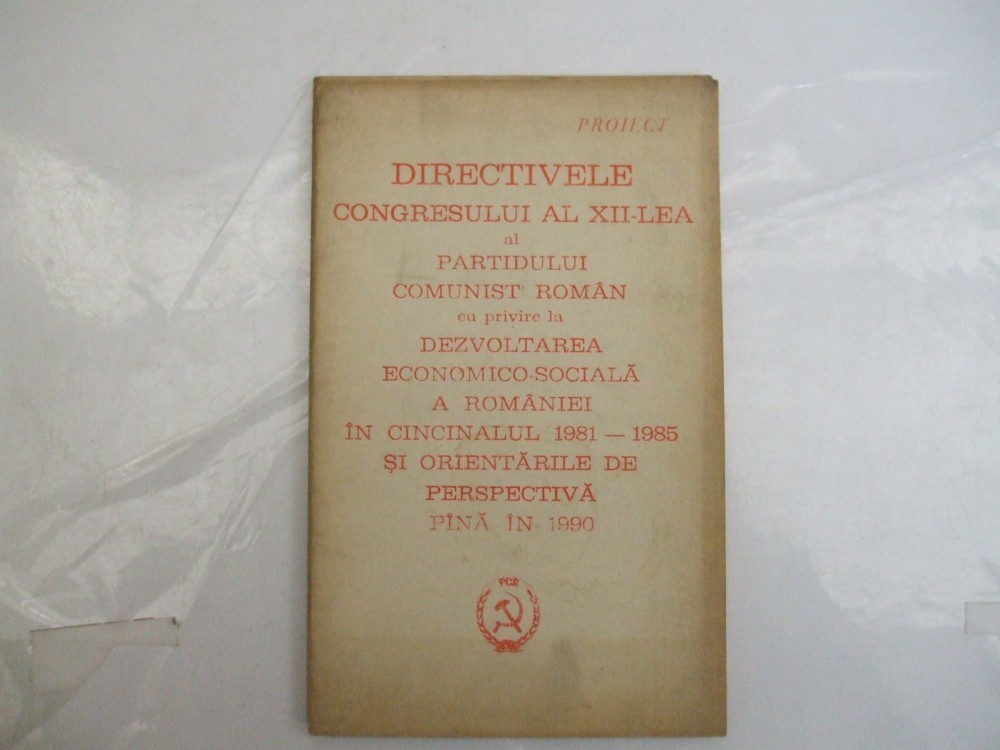 PROIECT
DIRECTIVELE
CONGRESULUI AL XII-LEA
al
PARTIDULUI
COMUNIST ROMÂN
cu privire la
DEZVOLTAREA
ECONOMICO-SOCIALĂ
A ROMÂNIEI
ÎN CINCINALUL 1981 — 1985
ȘI ORIENTĂRILE DE
PERSPECTIVĂ
PÎNĂ ÎN 1990
PCR